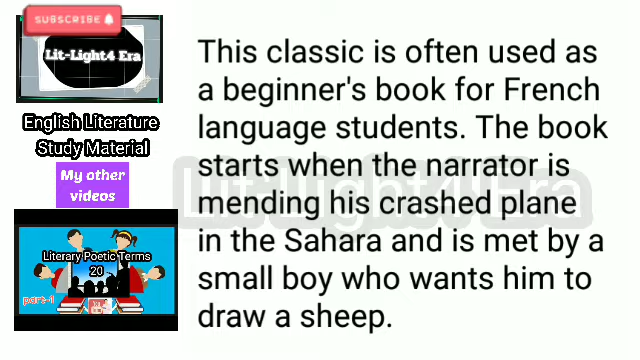 SUBSCRIBE
Lit-Light4 Era
English Literature
Study Material
My other
videos
Literary Poetic Terms
20
part-1
This classic is often used as
a beginner's book for French
language students. The book
starts when the narrator is
mending his crashed plane
in the Sahara and is met by a
small boy who wants him to
draw a sheep.
Lit-Light4 Era